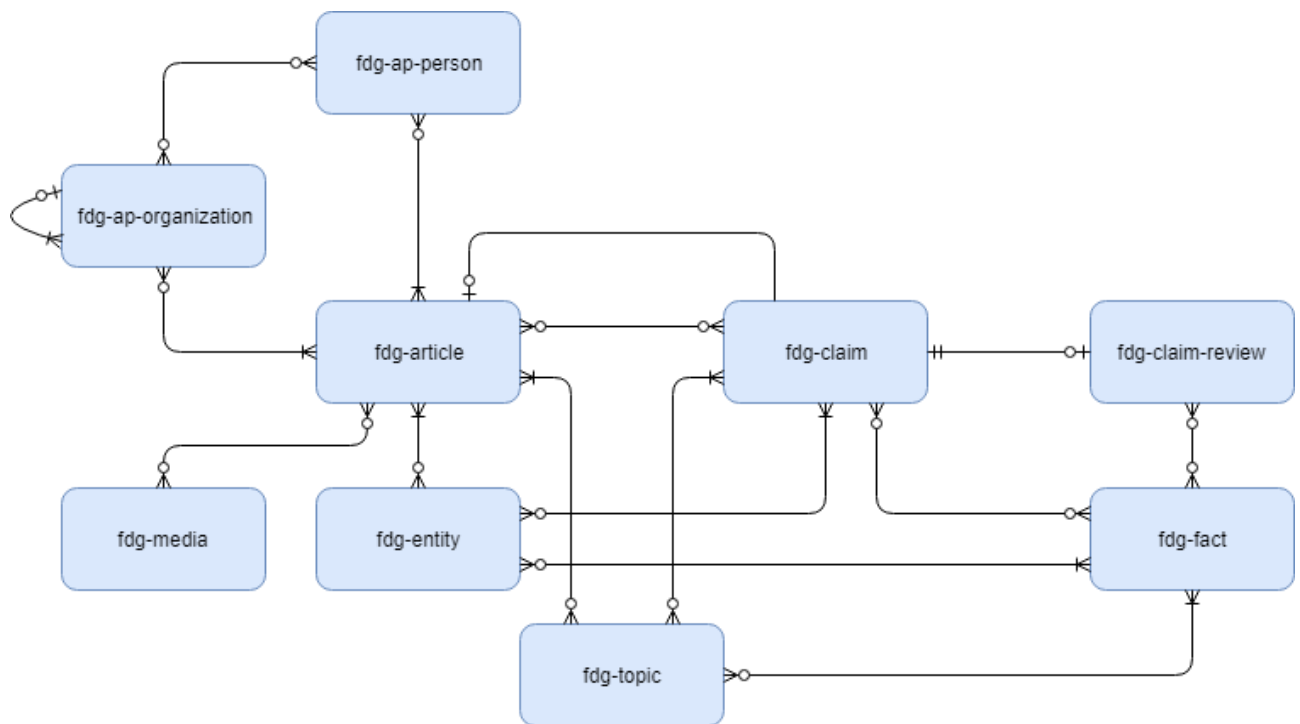 fdg-ap-person
fdg-ap-organization
fdg-article
fdg-claim
fdg-claim-review
fdg-media
fdg-entity
fdg-fact
fdg-topic